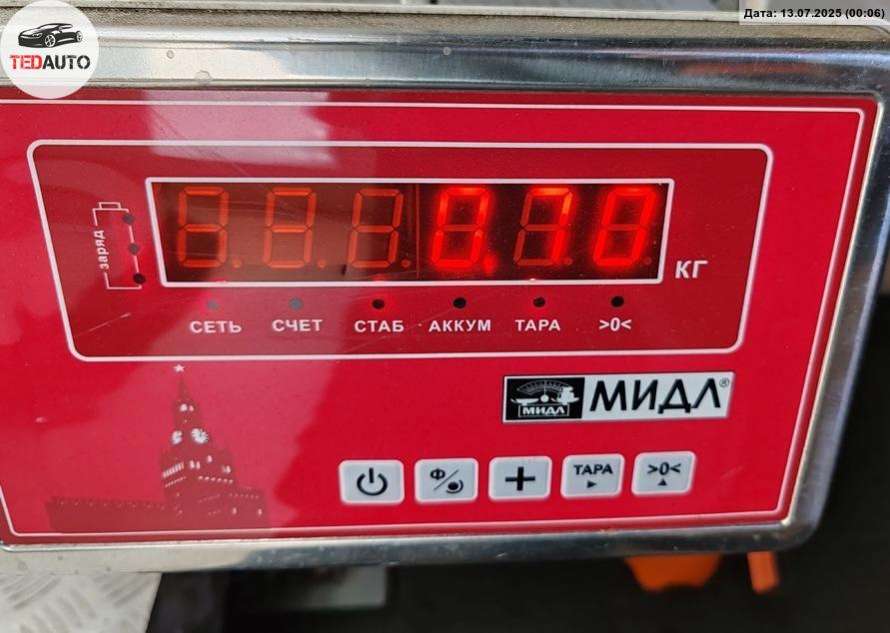 Дата: 13.07.2025 (00:06)
TEDAUTO
заряд
0.70
КГ
СЕТЬ СЧЕТ СТАБ АККУМ ТАРА >0<
МИДЛ МИДЛ®
Ф + ТАРА >0<